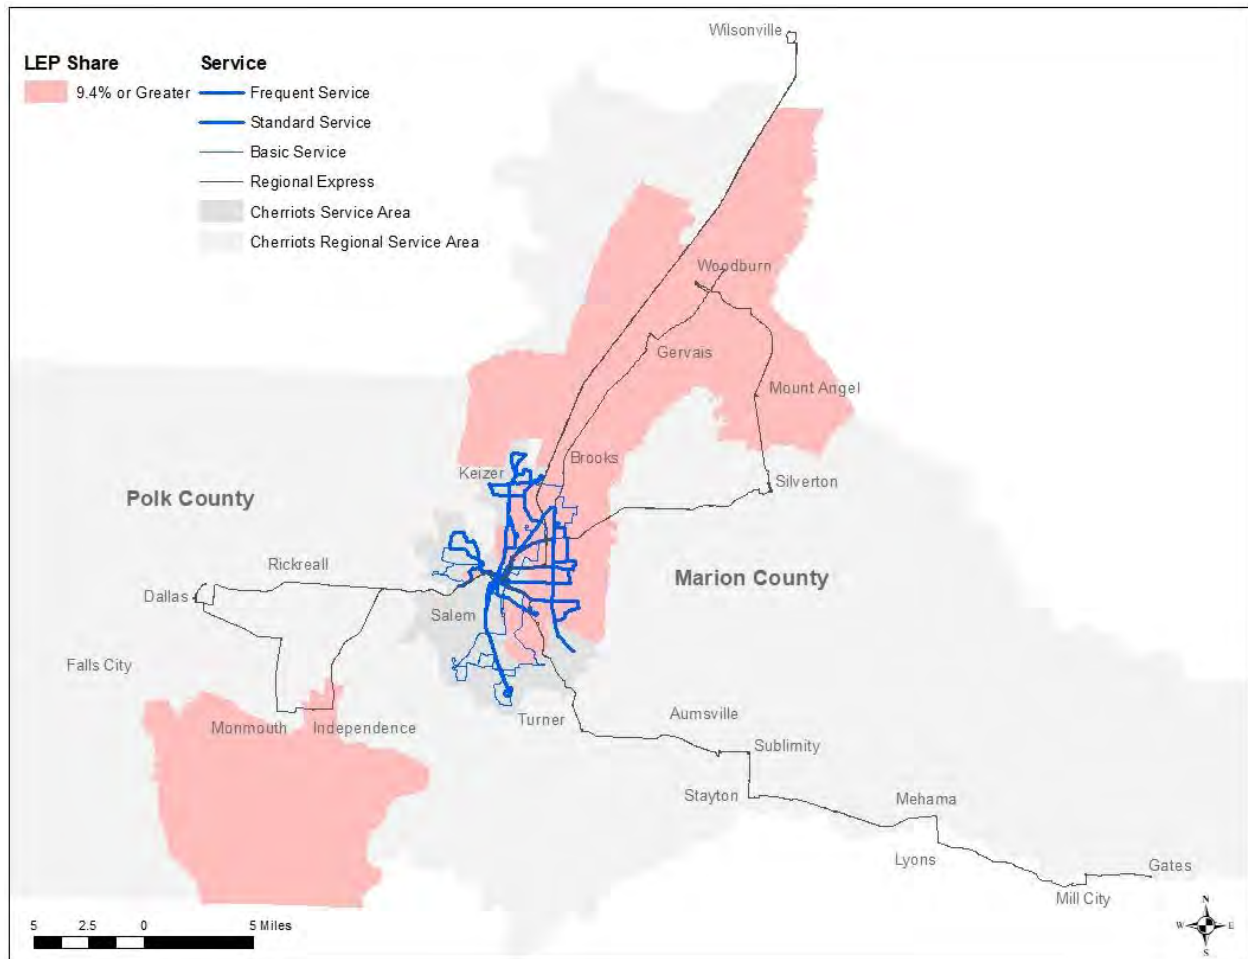 Wilsonville
LEP Share
9.4% or Greater
Service
Frequent Service
Standard Service
Basic Service
Regional Express
Cherriots Service Area
Cherriots Regional Service Area
Woodburn
Gervais
Mount Angel
Brooks
Keizer
Silverton
Polk County
Rickreall
Marion County
Dallas
Salem
Falls City
Monmouth
Independence
Turner
Aumsville
Sublimity
Stayton
Mehama
Lyons
Gates
Mill City
5 2.5 0 5 Miles
N
W
E
S